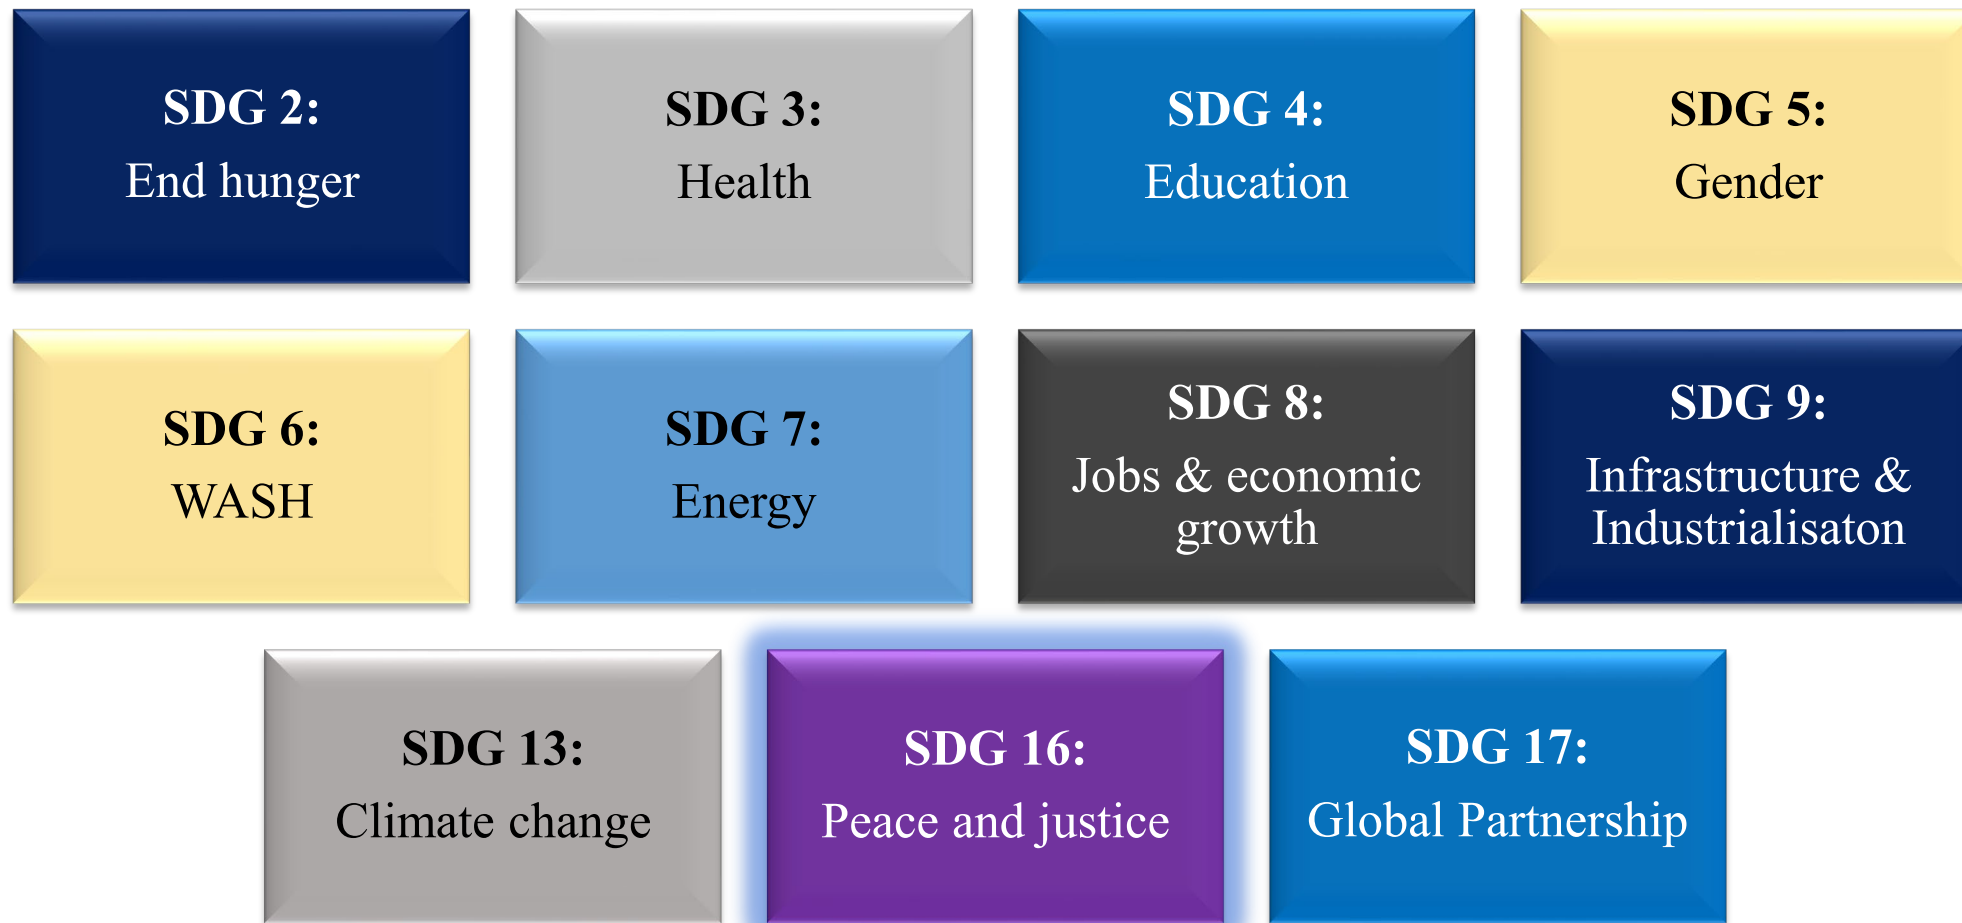 SDG 2:
End hunger
SDG 3:
Health
SDG 4:
Education
SDG 5:
Gender
SDG 6:
WASH
SDG 7:
Energy
SDG 8:
Jobs & economic
growth
SDG 9:
Infrastructure &
Industrialisaton
SDG 13:
Climate change
SDG 16:
Peace and justice
SDG 17:
Global Partnership